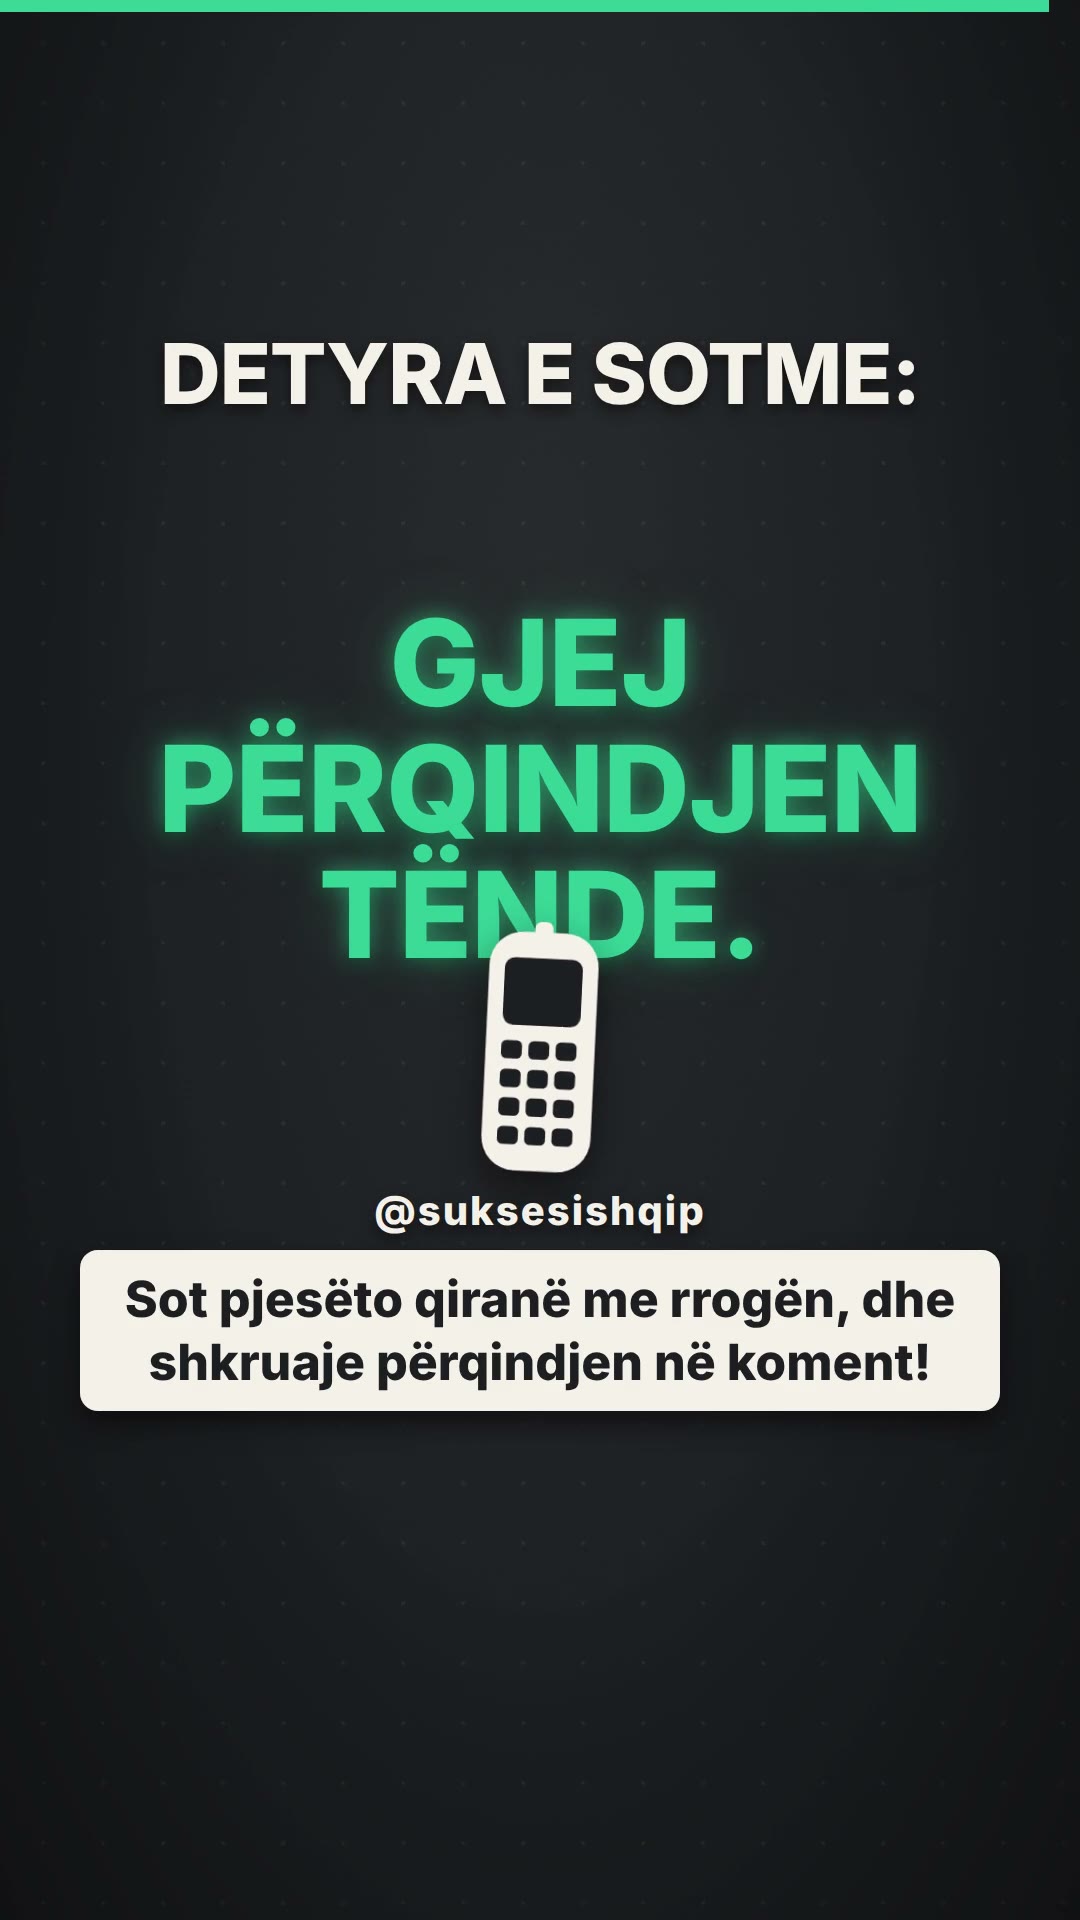 DETYRA E SOTME:
GJEJ
PËRQINDJEN
TËNDE.
@suksesishqip
Sot pjesëto qiranë me rrogën, dhe
shkruaje përqindjen në koment!